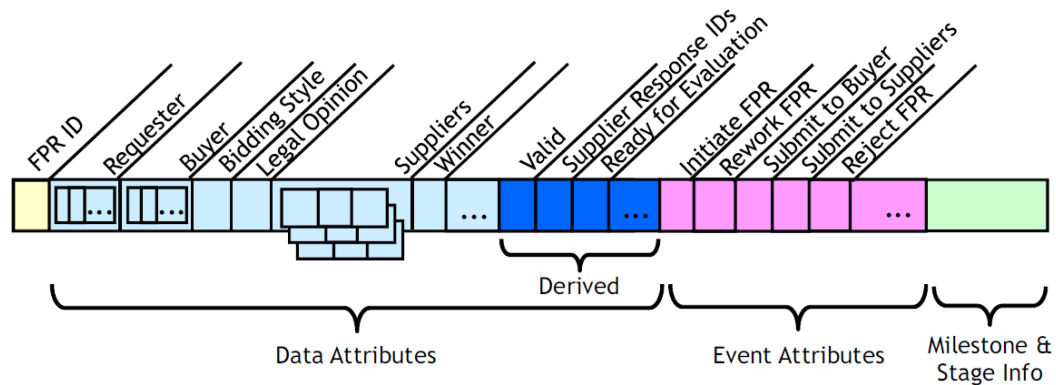 FPR ID
Requester
Buyer
Bidding Style
Legal Opinion
Suppliers
Winner
Valid
Supplier Response IDs
Ready for Evaluation
Initiate FPR
Rework FPR
Submit to Buyer
Submit to Suppliers
Reject FPR
...
...
...
...
...
Derived
Data Attributes
Event Attributes
Milestone &
Stage Info